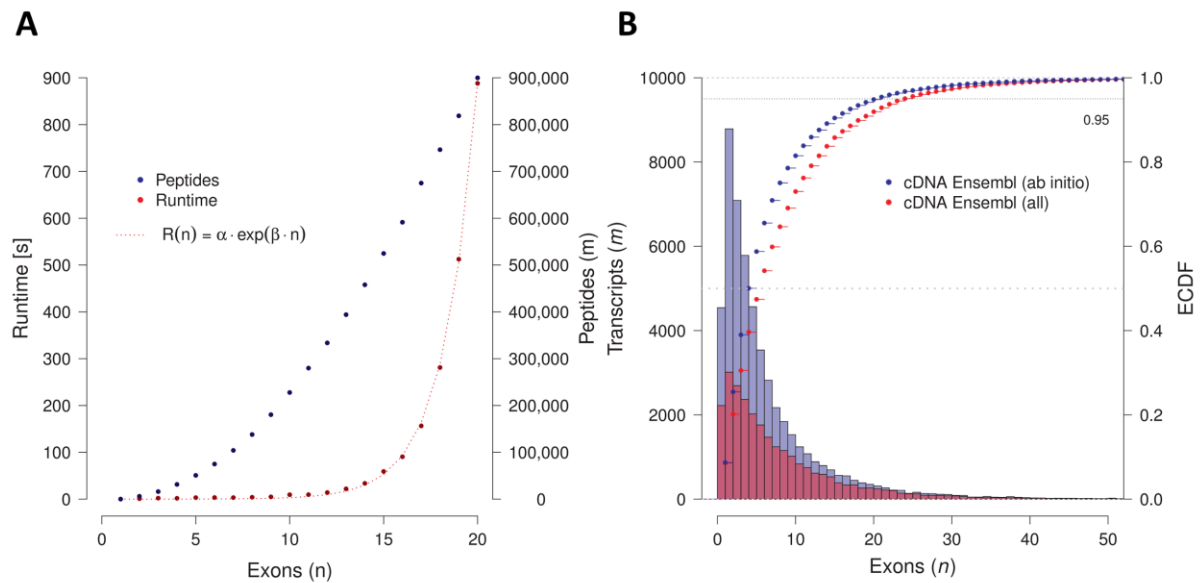 A
900
800
700
600
500
400
300
200
100
0
Runtime [s]
Peptides
Runtime
R(n) = α · exp(β · n)
900,000
800,000
700,000
600,000
500,000
400,000
300,000
200,000
100,000
0
Peptides (m)
0 5 10 15 20
Exons (n)
B
10000
8000
6000
4000
2000
0
Transcripts (m)
0.95
cDNA Ensembl (ab initio)
cDNA Ensembl (all)
1.0
0.8
0.6
0.4
0.2
0.0
ECDF
0 10 20 30 40 50
Exons (n)